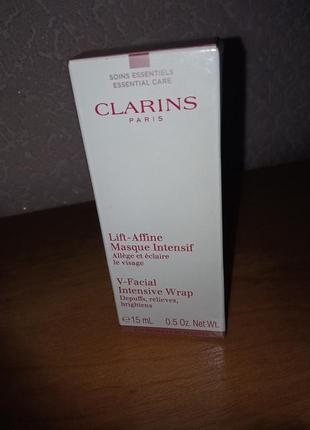 SOINS ESSENTIELS
ESSENTIAL CARE
CLARINS
PARIS
Lift-Affine
Masque Intensif
Allège et éclaire
le visage
V-Facial
Intensive Wrap
Depuffs, relieves,
brightens
e15 mL 0.5 Oz. Net Wt.